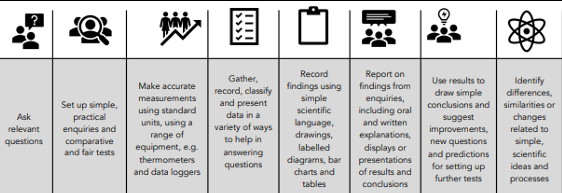 ?
Ask
relevant
questions
Set up simple,
practical
enquiries and
comparative
and fair tests
Make accurate
measurements
using standard
units, using a
range of
equipment, e.g.
thermometers
and data loggers
Gather,
record, classify
and present data
in a variety of
ways to help in
answering
questions
Record
findings using
simple
scientific
language,
drawings,
labelled
diagrams, bar
charts and
tables
Report on
findings from
enquiries,
including oral
and written
explanations,
displays or
presentations
of results and
conclusions
Use results to
draw simple
conclusions and
suggest
improvements,
new questions
and predictions
for setting up
further tests
Identify
differences,
similarities or
changes
related to
simple,
scientific
ideas and
processes